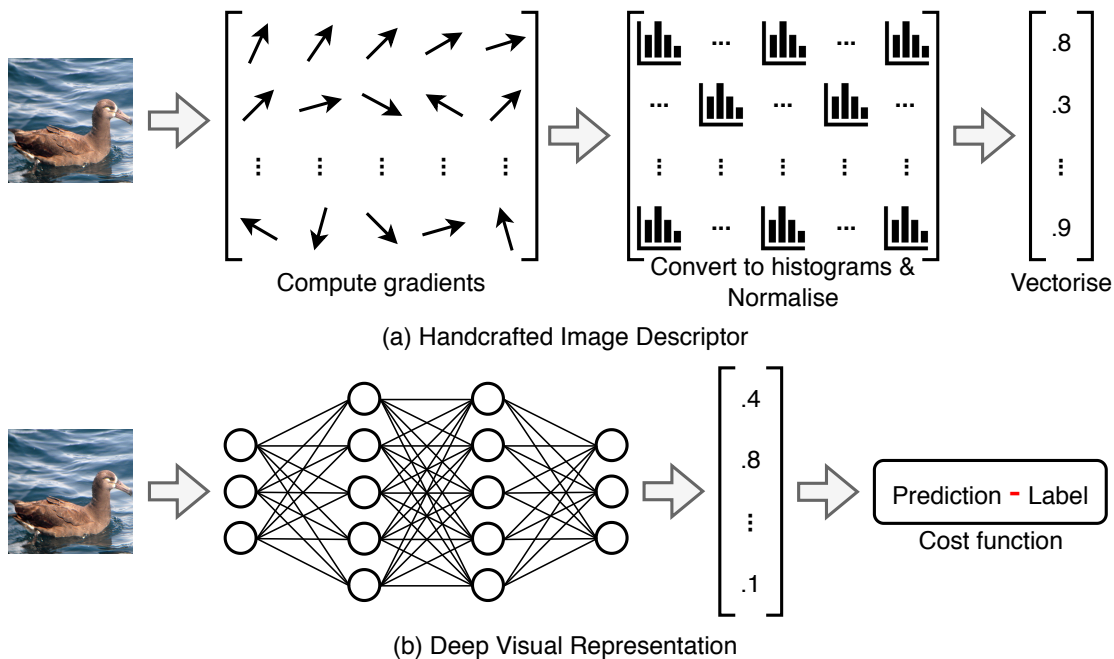 .8
.3
.9
Compute gradients
Convert to histograms &
Normalise
Vectorise
(a) Handcrafted Image Descriptor
.4
.8
.1
Prediction - Label
Cost function
(b) Deep Visual Representation